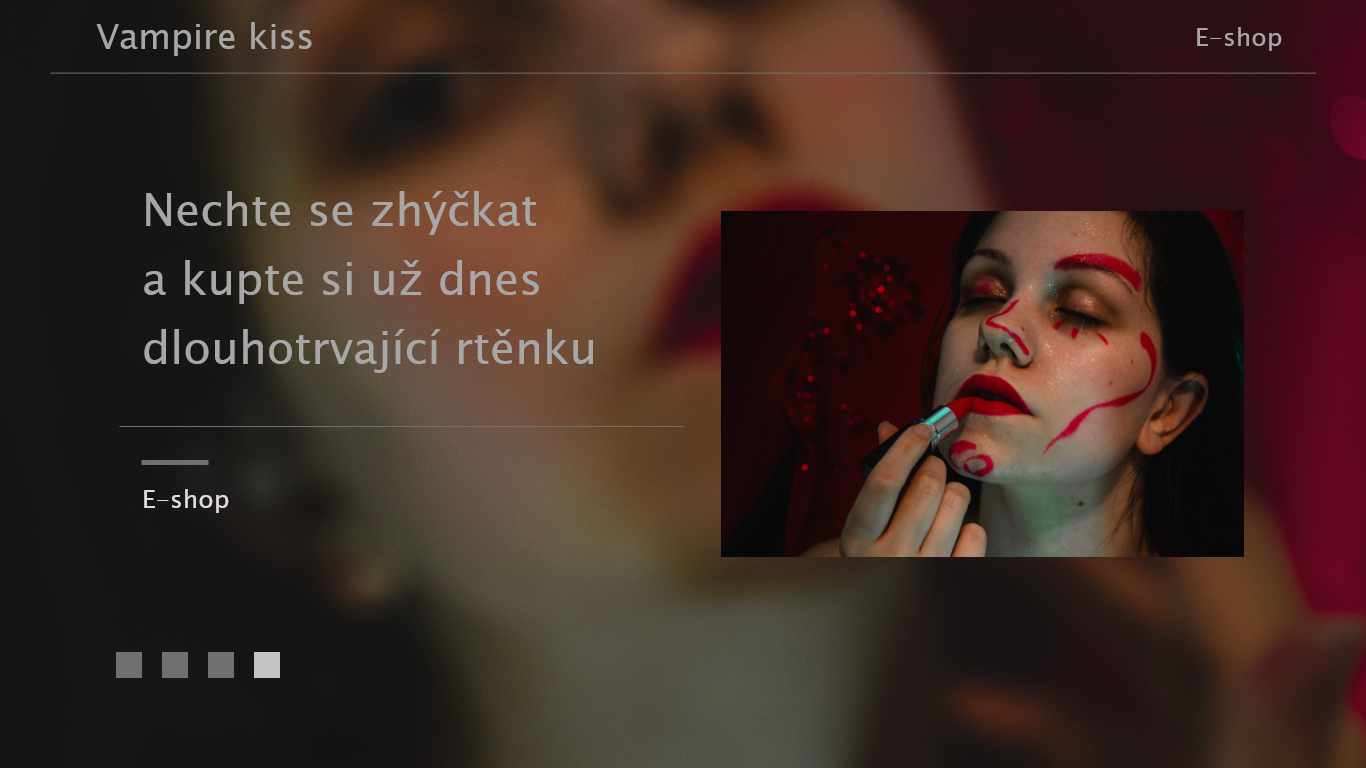 Vampire kiss
E-shop
Nechte se zhýčkat
a kupte si už dnes
dlouhotrvající rtěnku
E-shop